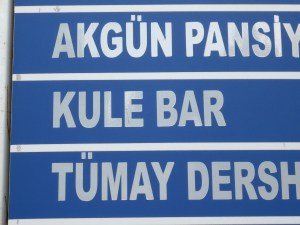 AKGÜN PANSİY
KULE BAR
TÜMAY DERSH